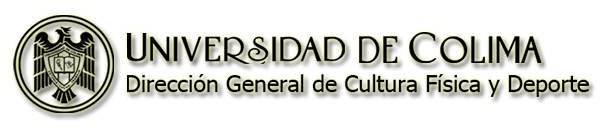 UNIVERSIDAD DE COLIMA
Dirección General de Cultura Física y Deporte